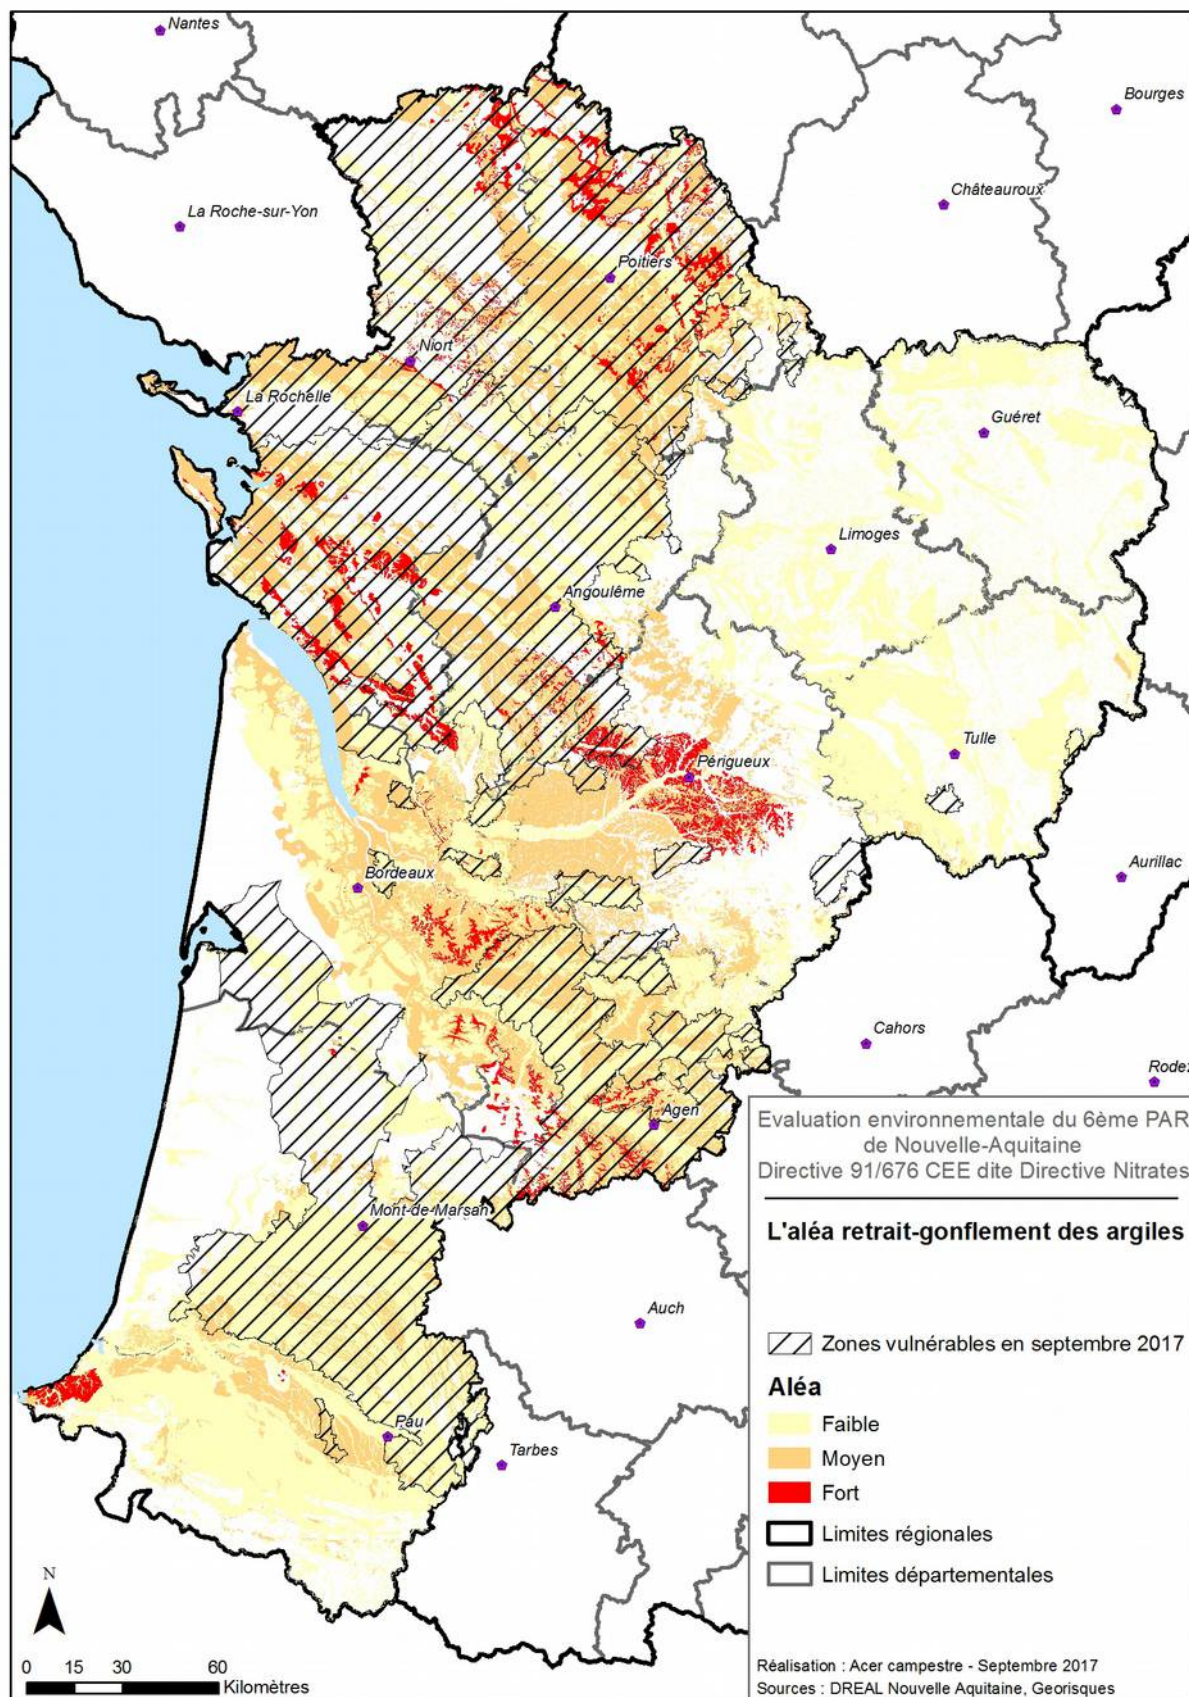 Nantes
Bourges
Châteauroux
La Roche-sur-Yon
Poitiers
Niort
La Rochelle
Guéret
Limoges
Angoulême
Tulle
Périgueux
Aurillac
Bordeaux
Cahors
Rodez
Agen
Mont-de-Marsan
Auch
Pau
Tarbes
Evaluation environnementale du 6ème PAR
de Nouvelle-Aquitaine
Directive 91/676 CEE dite Directive Nitrates
L'aléa retrait-gonflement des argiles
Zones vulnérables en septembre 2017
Aléa
Faible
Moyen
Fort
Limites régionales
Limites départementales
Réalisation : Acer campestre - Septembre 2017
Sources : DREAL Nouvelle Aquitaine, Georisques
N
0 15 30 60
Kilomètres